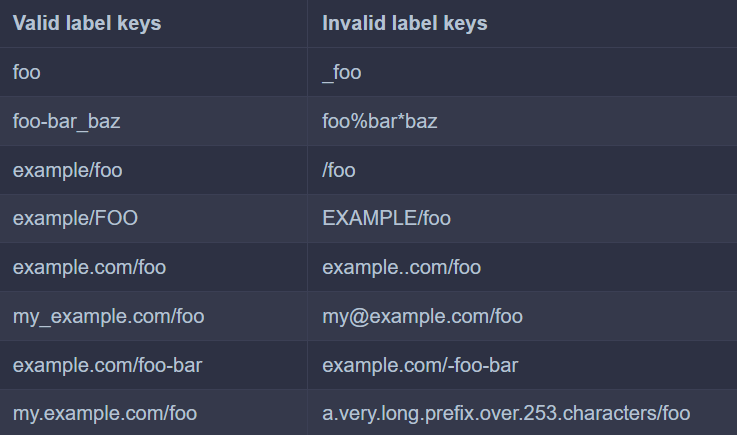 Valid label keys Invalid label keys
foo _foo
foo-bar_baz foo%bar*baz
example/foo /foo
example/FOO EXAMPLE/foo
example.com/foo example..com/foo
my_example.com/foo my@example.com/foo
example.com/foo-bar example.com/-foo-bar
my.example.com/foo a.very.long.prefix.over.253.characters/foo